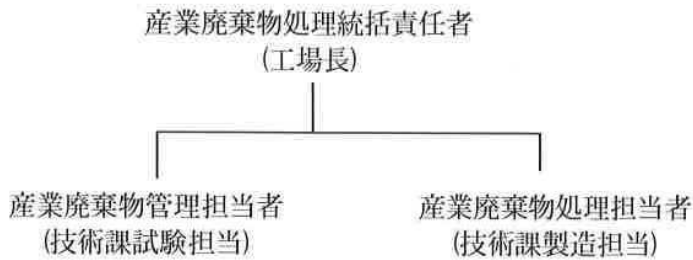 産業廃棄物処理統括責任者
(工場長)
産業廃棄物管理担当者
(技術課試験担当)
産業廃棄物処理担当者
(技術課製造担当)